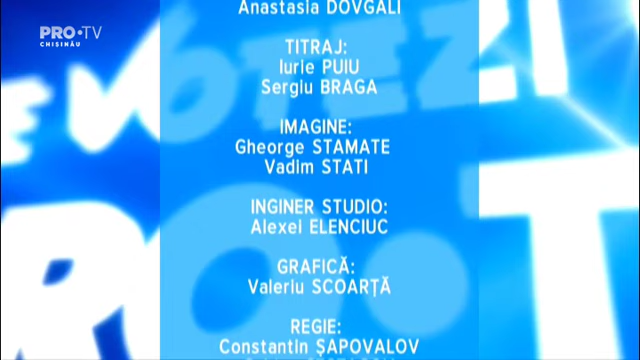 PRO•TV
CHIȘINĂU
Anastasia DOVGALI
TITRAJ:
Iurie PUIU
Sergiu BRAGA
IMAGINE:
Gheorge STAMATE
Vadim STATI
INGINER STUDIO:
Alexei ELENCIUC
GRAFICĂ:
Valeriu SCOARȚĂ
REGIE:
Constantin ȘAPOVALOV